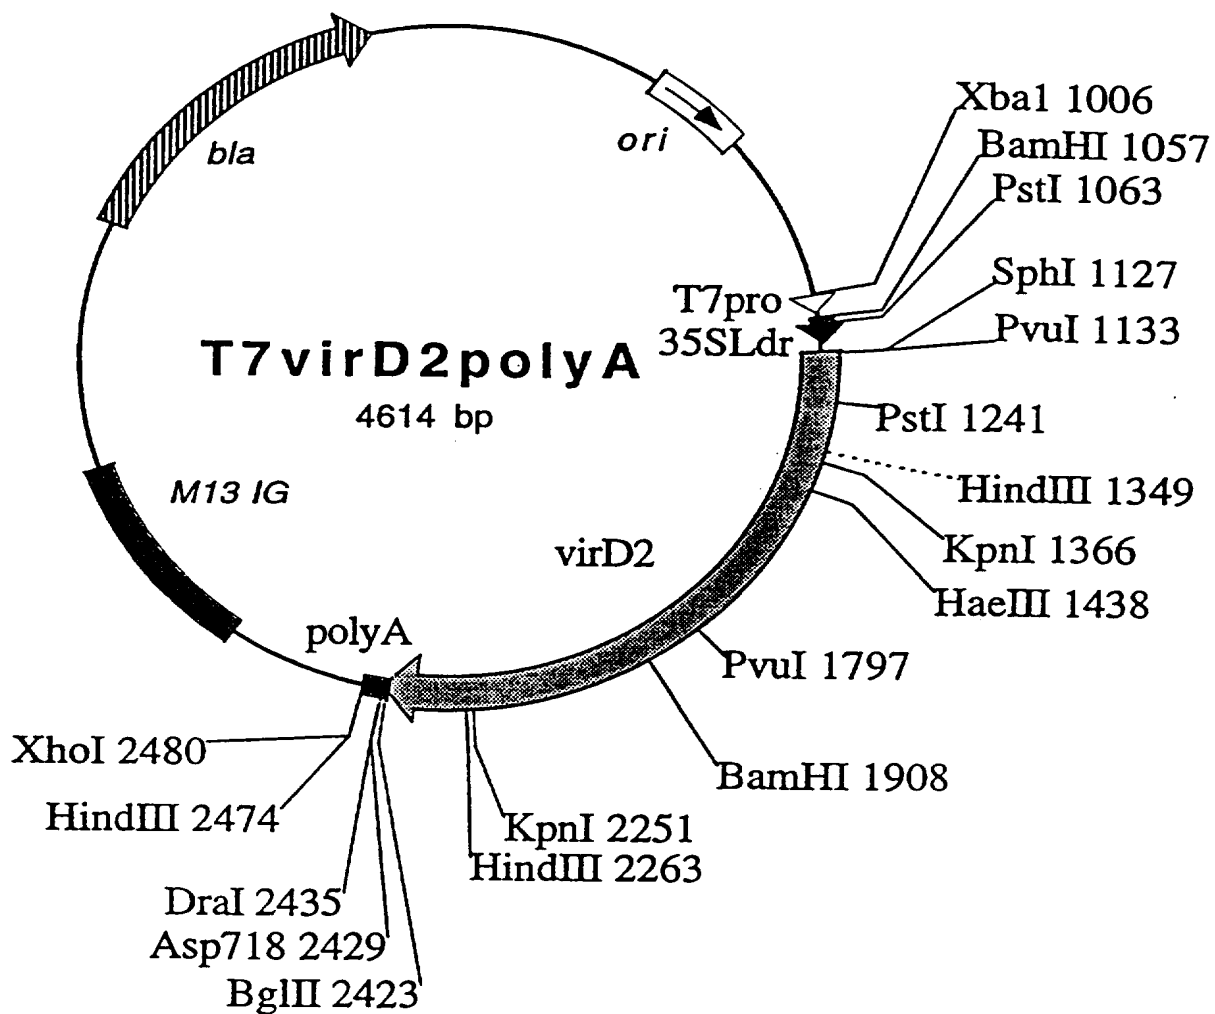 bla
ori
Xba1 1006
BamHI 1057
PstI 1063
SphI 1127
T7pro
PvuI 1133
35SLdr
T7virD2polyA
4614 bp
PstI 1241
M13 IG
HindIII 1349
KpnI 1366
virD2
HaeIII 1438
polyA
PvuI 1797
XhoI 2480
BamHI 1908
HindIII 2474
KpnI 2251
HindIII 2263
DraI 2435
Asp718 2429
BglII 2423